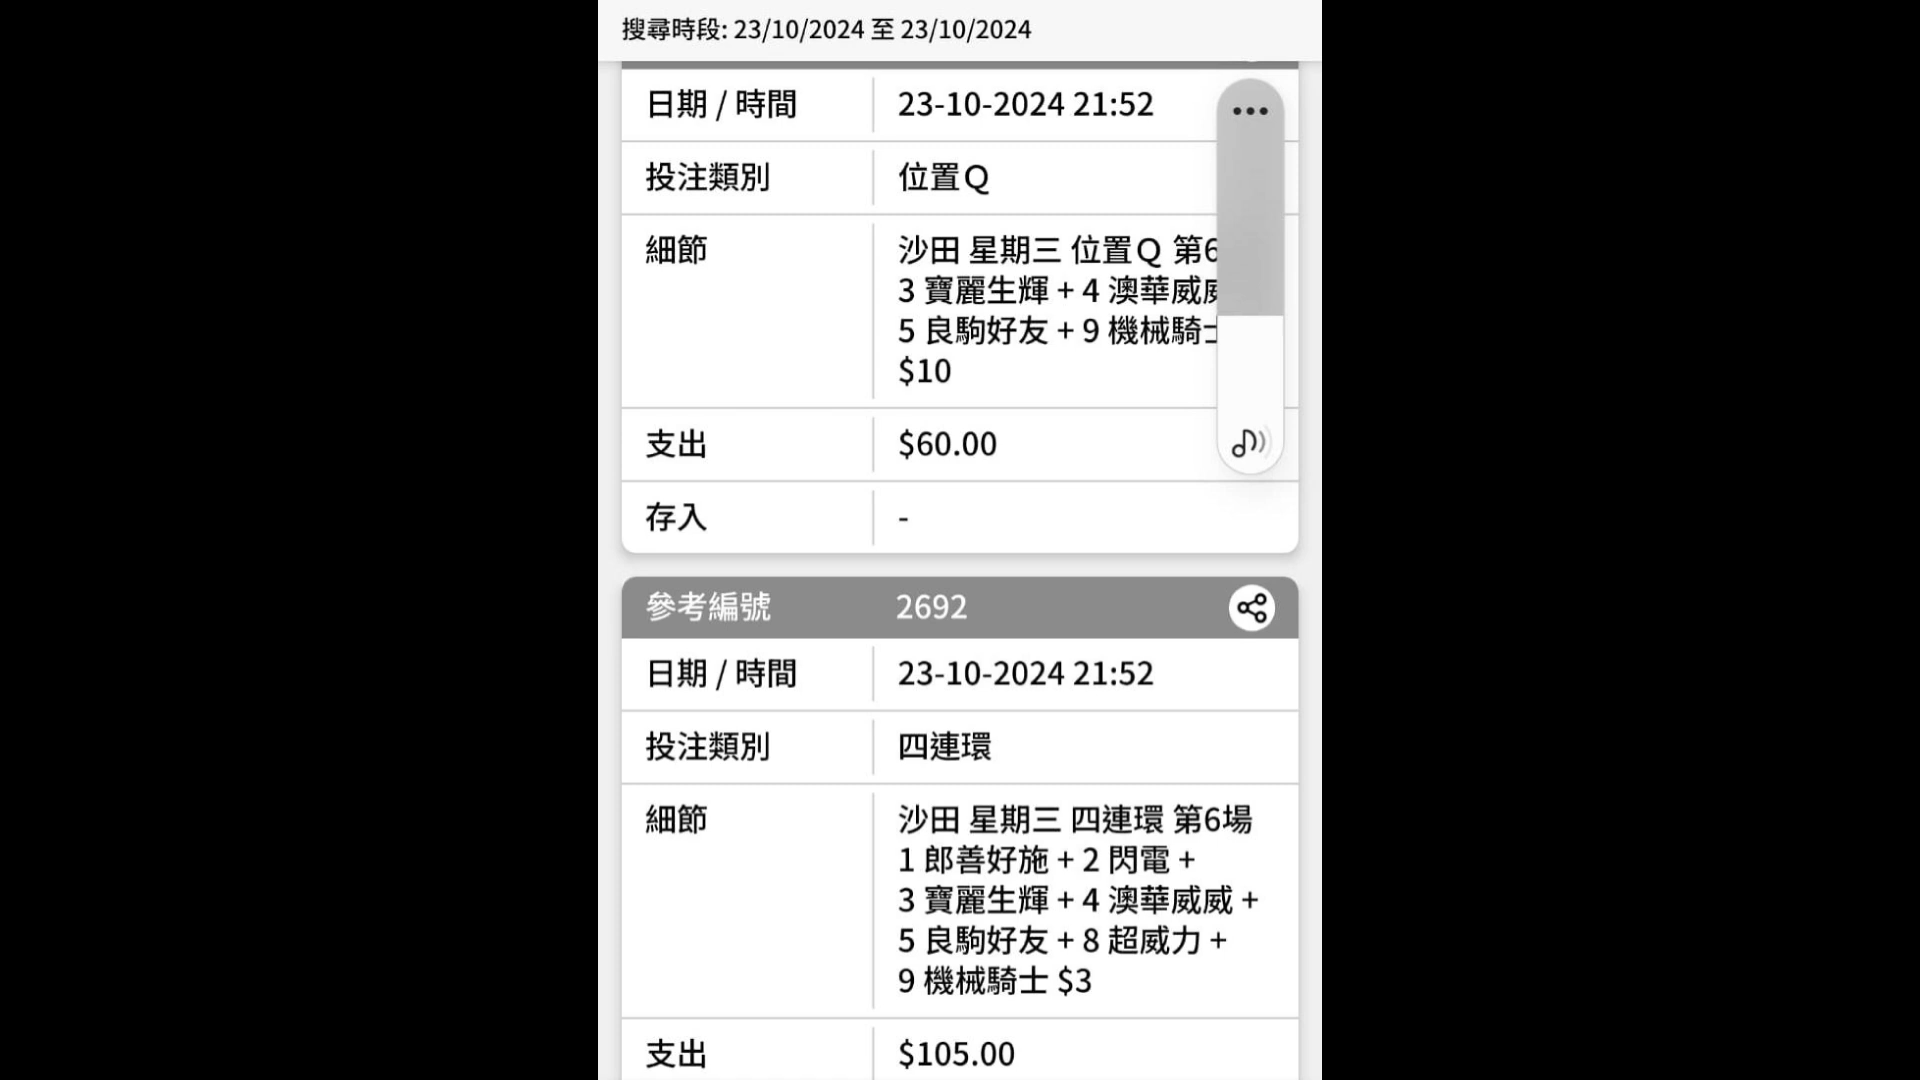 搜尋時段: 23/10/2024 至 23/10/2024
日期 / 時間 23-10-2024 21:52
投注類別 位置Q
細節 沙田 星期三 位置Q 第6
3 寶麗生輝 + 4 澳華威
5 良駒好友 + 9 機械騎士
$10
支出 $60.00
存入 -
參考編號 2692
日期 / 時間 23-10-2024 21:52
投注類別 四連環
細節 沙田 星期三 四連環 第6場
1 郎善好施 + 2 閃電 +
3 寶麗生輝 + 4 澳華威威 +
5 良駒好友 + 8 超威力 +
9 機械騎士 $3
支出 $105.00